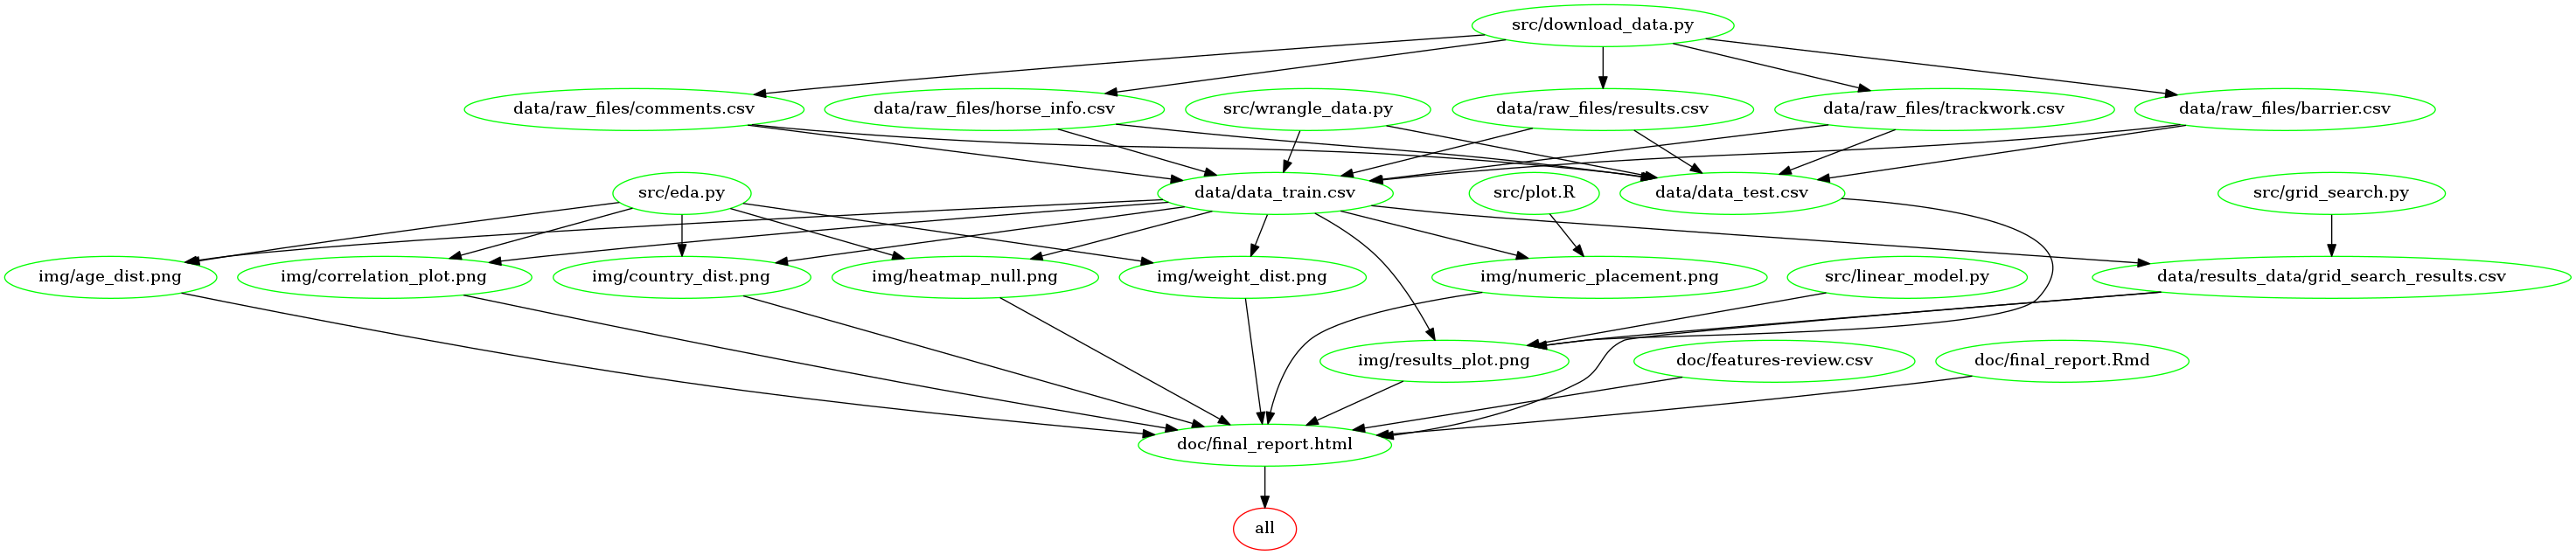 src/download_data.py
data/raw_files/comments.csv
data/raw_files/horse_info.csv
src/wrangle_data.py
data/raw_files/results.csv
data/raw_files/trackwork.csv
data/raw_files/barrier.csv
src/eda.py
data/data_train.csv
src/plot.R
data/data_test.csv
src/grid_search.py
img/age_dist.png
img/correlation_plot.png
img/country_dist.png
img/heatmap_null.png
img/weight_dist.png
img/numeric_placement.png
src/linear_model.py
data/results_data/grid_search_results.csv
img/results_plot.png
doc/features-review.csv
doc/final_report.Rmd
doc/final_report.html
all